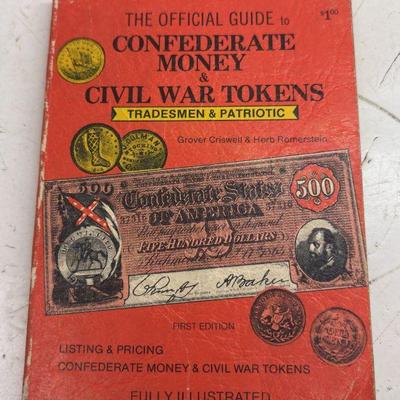 THE OFFICIAL GUIDE to
$1.00
CONFEDERATE
MONEY
&
CIVIL WAR TOKENS
TRADESMEN & PATRIOTIC
Grover Criswell & Herb Romerstein
500
Confederate States
OF AMERICA
500
FIVE HUNDRED DOLLARS
FIRST EDITION
LISTING & PRICING
CONFEDERATE MONEY & CIVIL WAR TOKENS
FULLY ILLUSTRATED